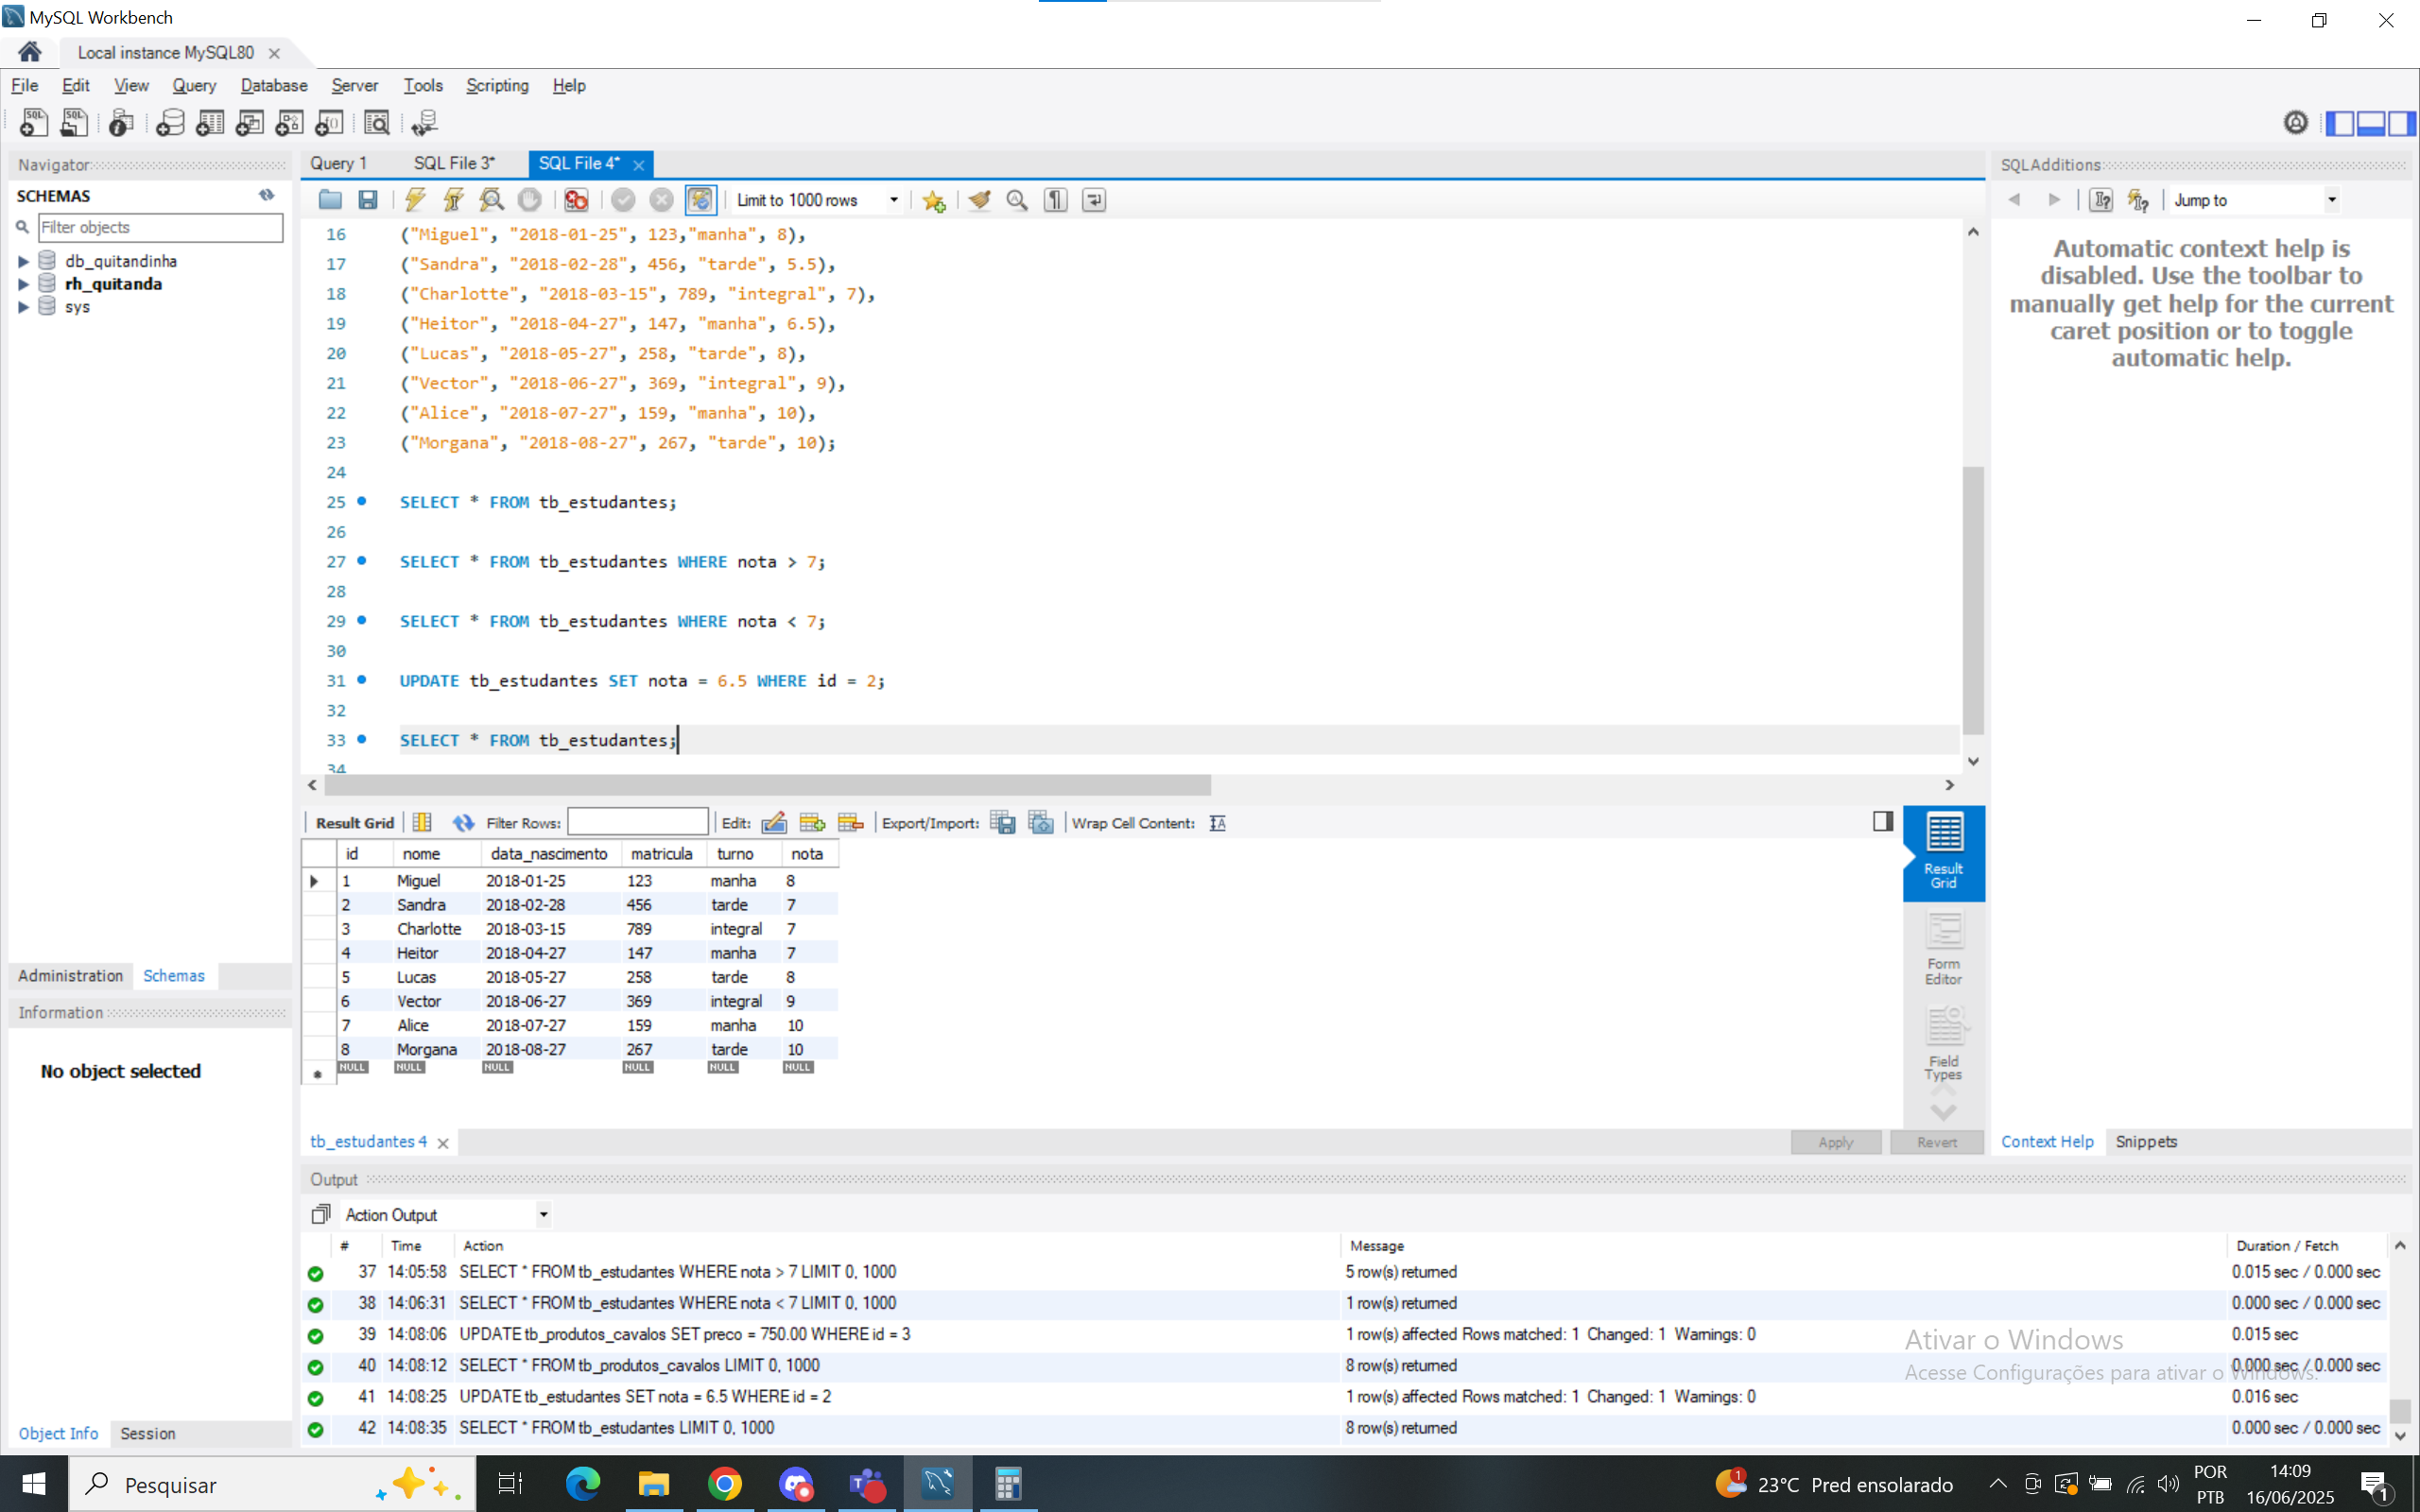 MySQL Workbench
Local instance MySQL80
File Edit View Query Database Server Tools Scripting Help
Navigator
SCHEMAS
Filter objects
db_quitandinha
rh_quitanda
sys
Administration Schemas
Information
No object selected
Object Info Session
Query 1 SQL File 3* SQL File 4*
Limit to 1000 rows
16 ("Miguel", "2018-01-25", 123,"manha", 8),
17 ("Sandra", "2018-02-28", 456, "tarde", 5.5),
18 ("Charlotte", "2018-03-15", 789, "integral", 7),
19 ("Heitor", "2018-04-27", 147, "manha", 6.5),
20 ("Lucas", "2018-05-27", 258, "tarde", 8),
21 ("Vector", "2018-06-27", 369, "integral", 9),
22 ("Alice", "2018-07-27", 159, "manha", 10),
23 ("Morgana", "2018-08-27", 267, "tarde", 10);
24
25 SELECT * FROM tb_estudantes;
26
27 SELECT * FROM tb_estudantes WHERE nota > 7;
28
29 SELECT * FROM tb_estudantes WHERE nota < 7;
30
31 UPDATE tb_estudantes SET nota = 6.5 WHERE id = 2;
32
33 SELECT * FROM tb_estudantes;
34
Result Grid Filter Rows: Edit: Export/Import: Wrap Cell Content:
id nome data_nascimento matricula turno nota
1 Miguel 2018-01-25 123 manha 8
2 Sandra 2018-02-28 456 tarde 7
3 Charlotte 2018-03-15 789 integral 7
4 Heitor 2018-04-27 147 manha 7
5 Lucas 2018-05-27 258 tarde 8
6 Vector 2018-06-27 369 integral 9
7 Alice 2018-07-27 159 manha 10
8 Morgana 2018-08-27 267 tarde 10
NULL NULL NULL NULL NULL NULL
Result
Grid
Form
Editor
Field
Types
tb_estudantes 4
Apply Revert
SQLAdditions
Jump to
Automatic context help is
disabled. Use the toolbar to
manually get help for the current
caret position or to toggle
automatic help.
Context Help Snippets
Output
Action Output
# Time Action Message Duration / Fetch
37 14:05:58 SELECT * FROM tb_estudantes WHERE nota > 7 LIMIT 0, 1000 5 row(s) returned 0.015 sec / 0.000 sec
38 14:06:31 SELECT * FROM tb_estudantes WHERE nota < 7 LIMIT 0, 1000 1 row(s) returned 0.000 sec / 0.000 sec
39 14:08:06 UPDATE tb_produtos_cavalos SET preco = 750.00 WHERE id = 3 1 row(s) affected Rows matched: 1 Changed: 1 Warnings: 0 0.015 sec
40 14:08:12 SELECT * FROM tb_produtos_cavalos LIMIT 0, 1000 8 row(s) returned 0.000 sec / 0.000 sec
41 14:08:25 UPDATE tb_estudantes SET nota = 6.5 WHERE id = 2 1 row(s) affected Rows matched: 1 Changed: 1 Warnings: 0 0.016 sec
42 14:08:35 SELECT * FROM tb_estudantes LIMIT 0, 1000 8 row(s) returned 0.000 sec / 0.000 sec
Ativar o Windows
Acesse Configurações para ativar o Windows.
Pesquisar
1 23°C Pred ensolarado
POR
PTB
14:09
16/06/2025
1